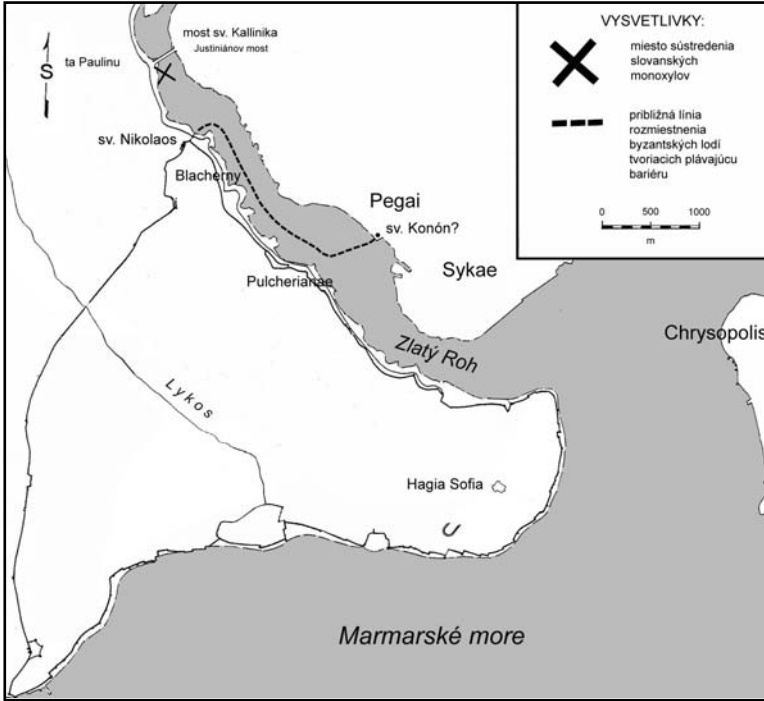 most sv. Kallinika
Justiniánov most
S
ta Paulinu
sv. Nikolaos
Blacherny
Pegai
sv. Konón?
Sykae
Pulcherianae
Zlatý Roh
Chrysopolis
Lykos
Hagia Sofia
Marmarské more
VYSVETLIVKY:
miesto sústredenia
slovanských
monoxylov
približná línia
rozmiestnenia
byzantských lodí
tvoriacich plávajúcu
bariéru
0 500 1000
m